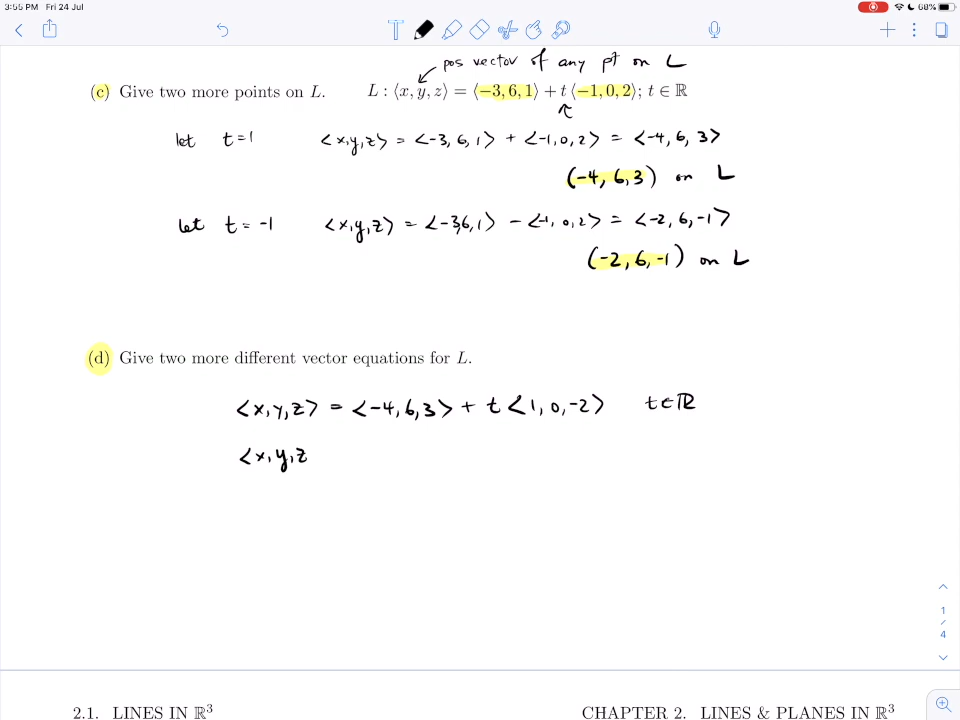 3:55 PM Fri 24 Jul 68%
pos vector of any pt on L
(c) Give two more points on L. L : ⟨x, y, z⟩ = ⟨−3, 6, 1⟩ + t ⟨−1, 0, 2⟩; t ∈ ℝ
let t=1 <x,y,z> = <-3, 6, 1> + <-1, 0, 2> = <-4, 6, 3>
(-4, 6, 3) on L
let t = -1 <x,y,z> = <-3,6,1> - <-1, 0, 2> = <-2, 6, -1>
(-2, 6, -1) on L
(d) Give two more different vector equations for L.
<x,y,z> = <-4,6,3> + t <1, 0, -2> t∈ℝ
<x,y,z
1
/
4
2.1. LINES IN ℝ³ CHAPTER 2. LINES & PLANES IN ℝ³